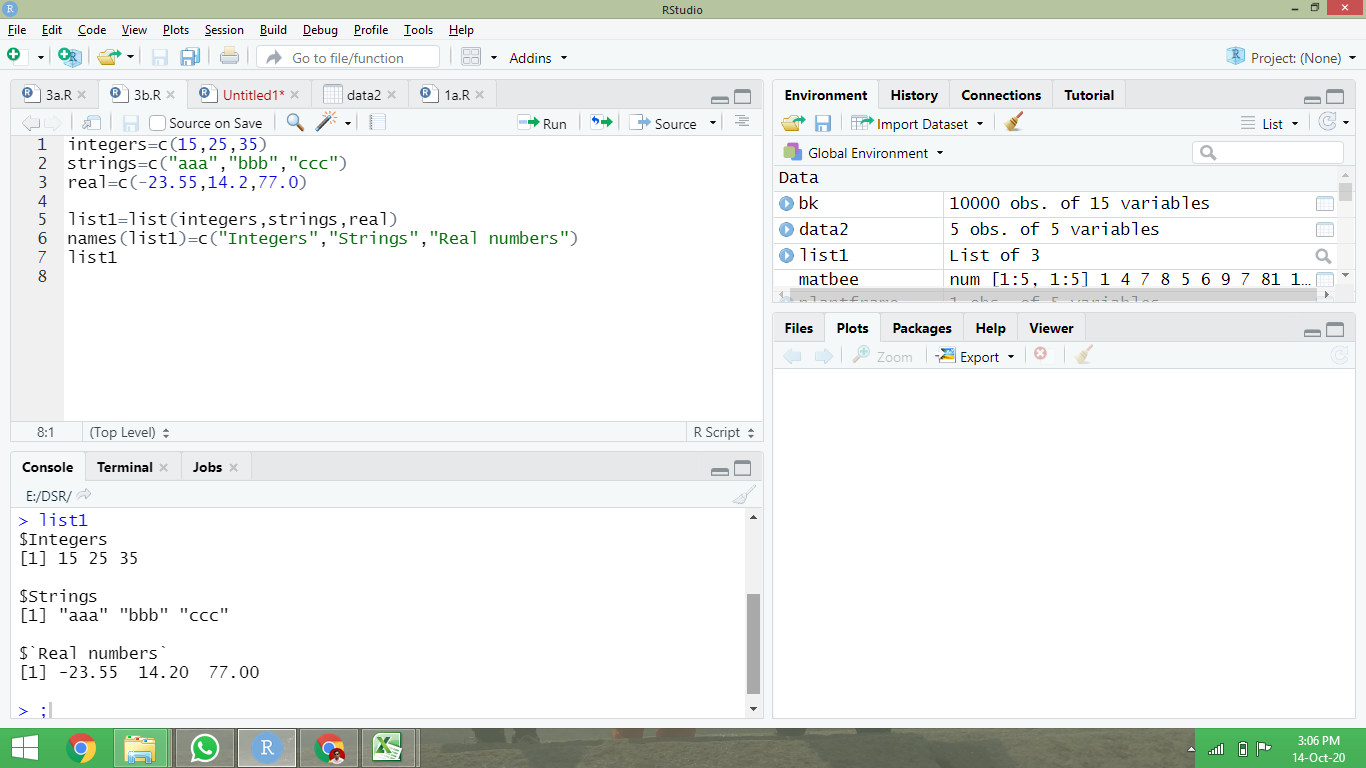 RStudio
File Edit Code View Plots Session Build Debug Profile Tools Help
Go to file/function Addins Project: (None)
3a.R 3b.R Untitled1* data2 1a.R
Source on Save Run Source
1 integers=c(15,25,35)
2 strings=c("aaa","bbb","ccc")
3 real=c(-23.55,14.2,77.0)
4
5 list1=list(integers,strings,real)
6 names(list1)=c("Integers","Strings","Real numbers")
7 list1
8
8:1 (Top Level) R Script
Console Terminal Jobs
E:/DSR/
> list1
$Integers
[1] 15 25 35
$Strings
[1] "aaa" "bbb" "ccc"
$`Real numbers`
[1] -23.55  14.20  77.00
> ;
Environment History Connections Tutorial
Import Dataset List
Global Environment
Data
bk 10000 obs. of 15 variables
data2 5 obs. of 5 variables
list1 List of 3
matbee num [1:5, 1:5] 1 4 7 8 5 6 9 7 81 1...
plantframe 1 obs. of 5 variables
Files Plots Packages Help Viewer
Zoom Export
3:06 PM
14-Oct-20